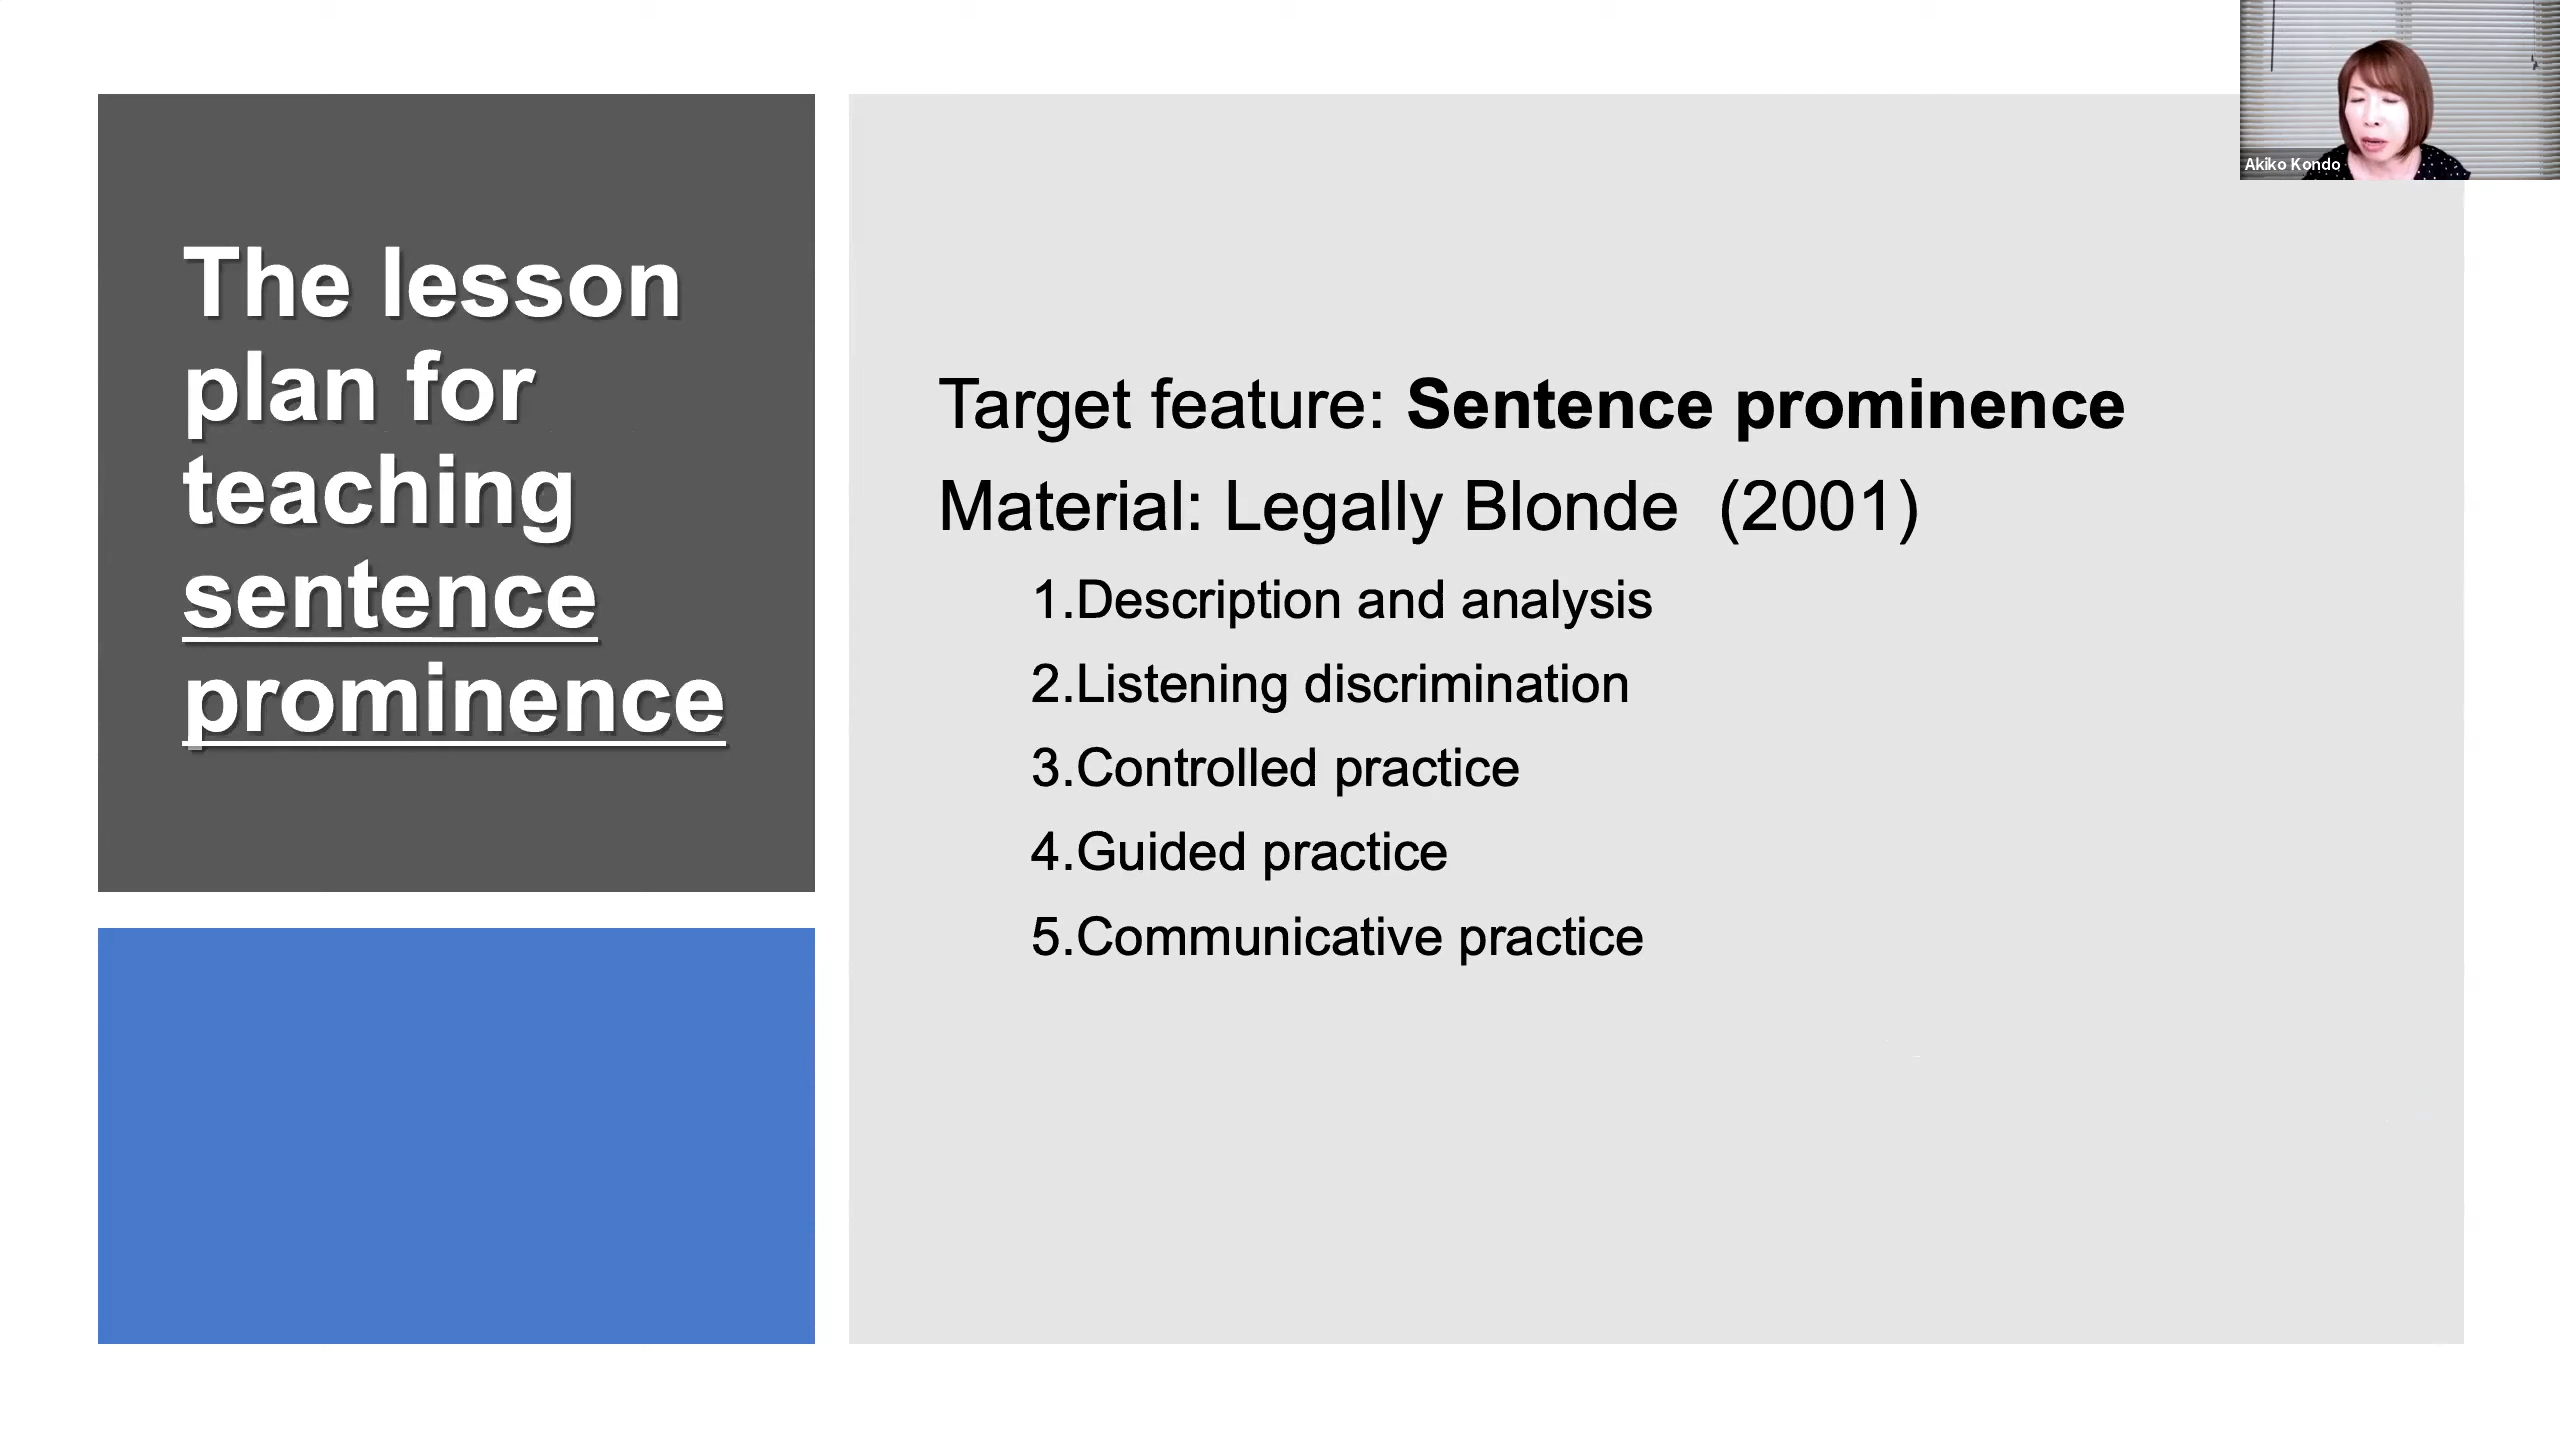 The lesson
plan for
teaching
sentence
prominence
Target feature: Sentence prominence
Material: Legally Blonde  (2001)
1.Description and analysis
2.Listening discrimination
3.Controlled practice
4.Guided practice
5.Communicative practice
Akiko Kondo